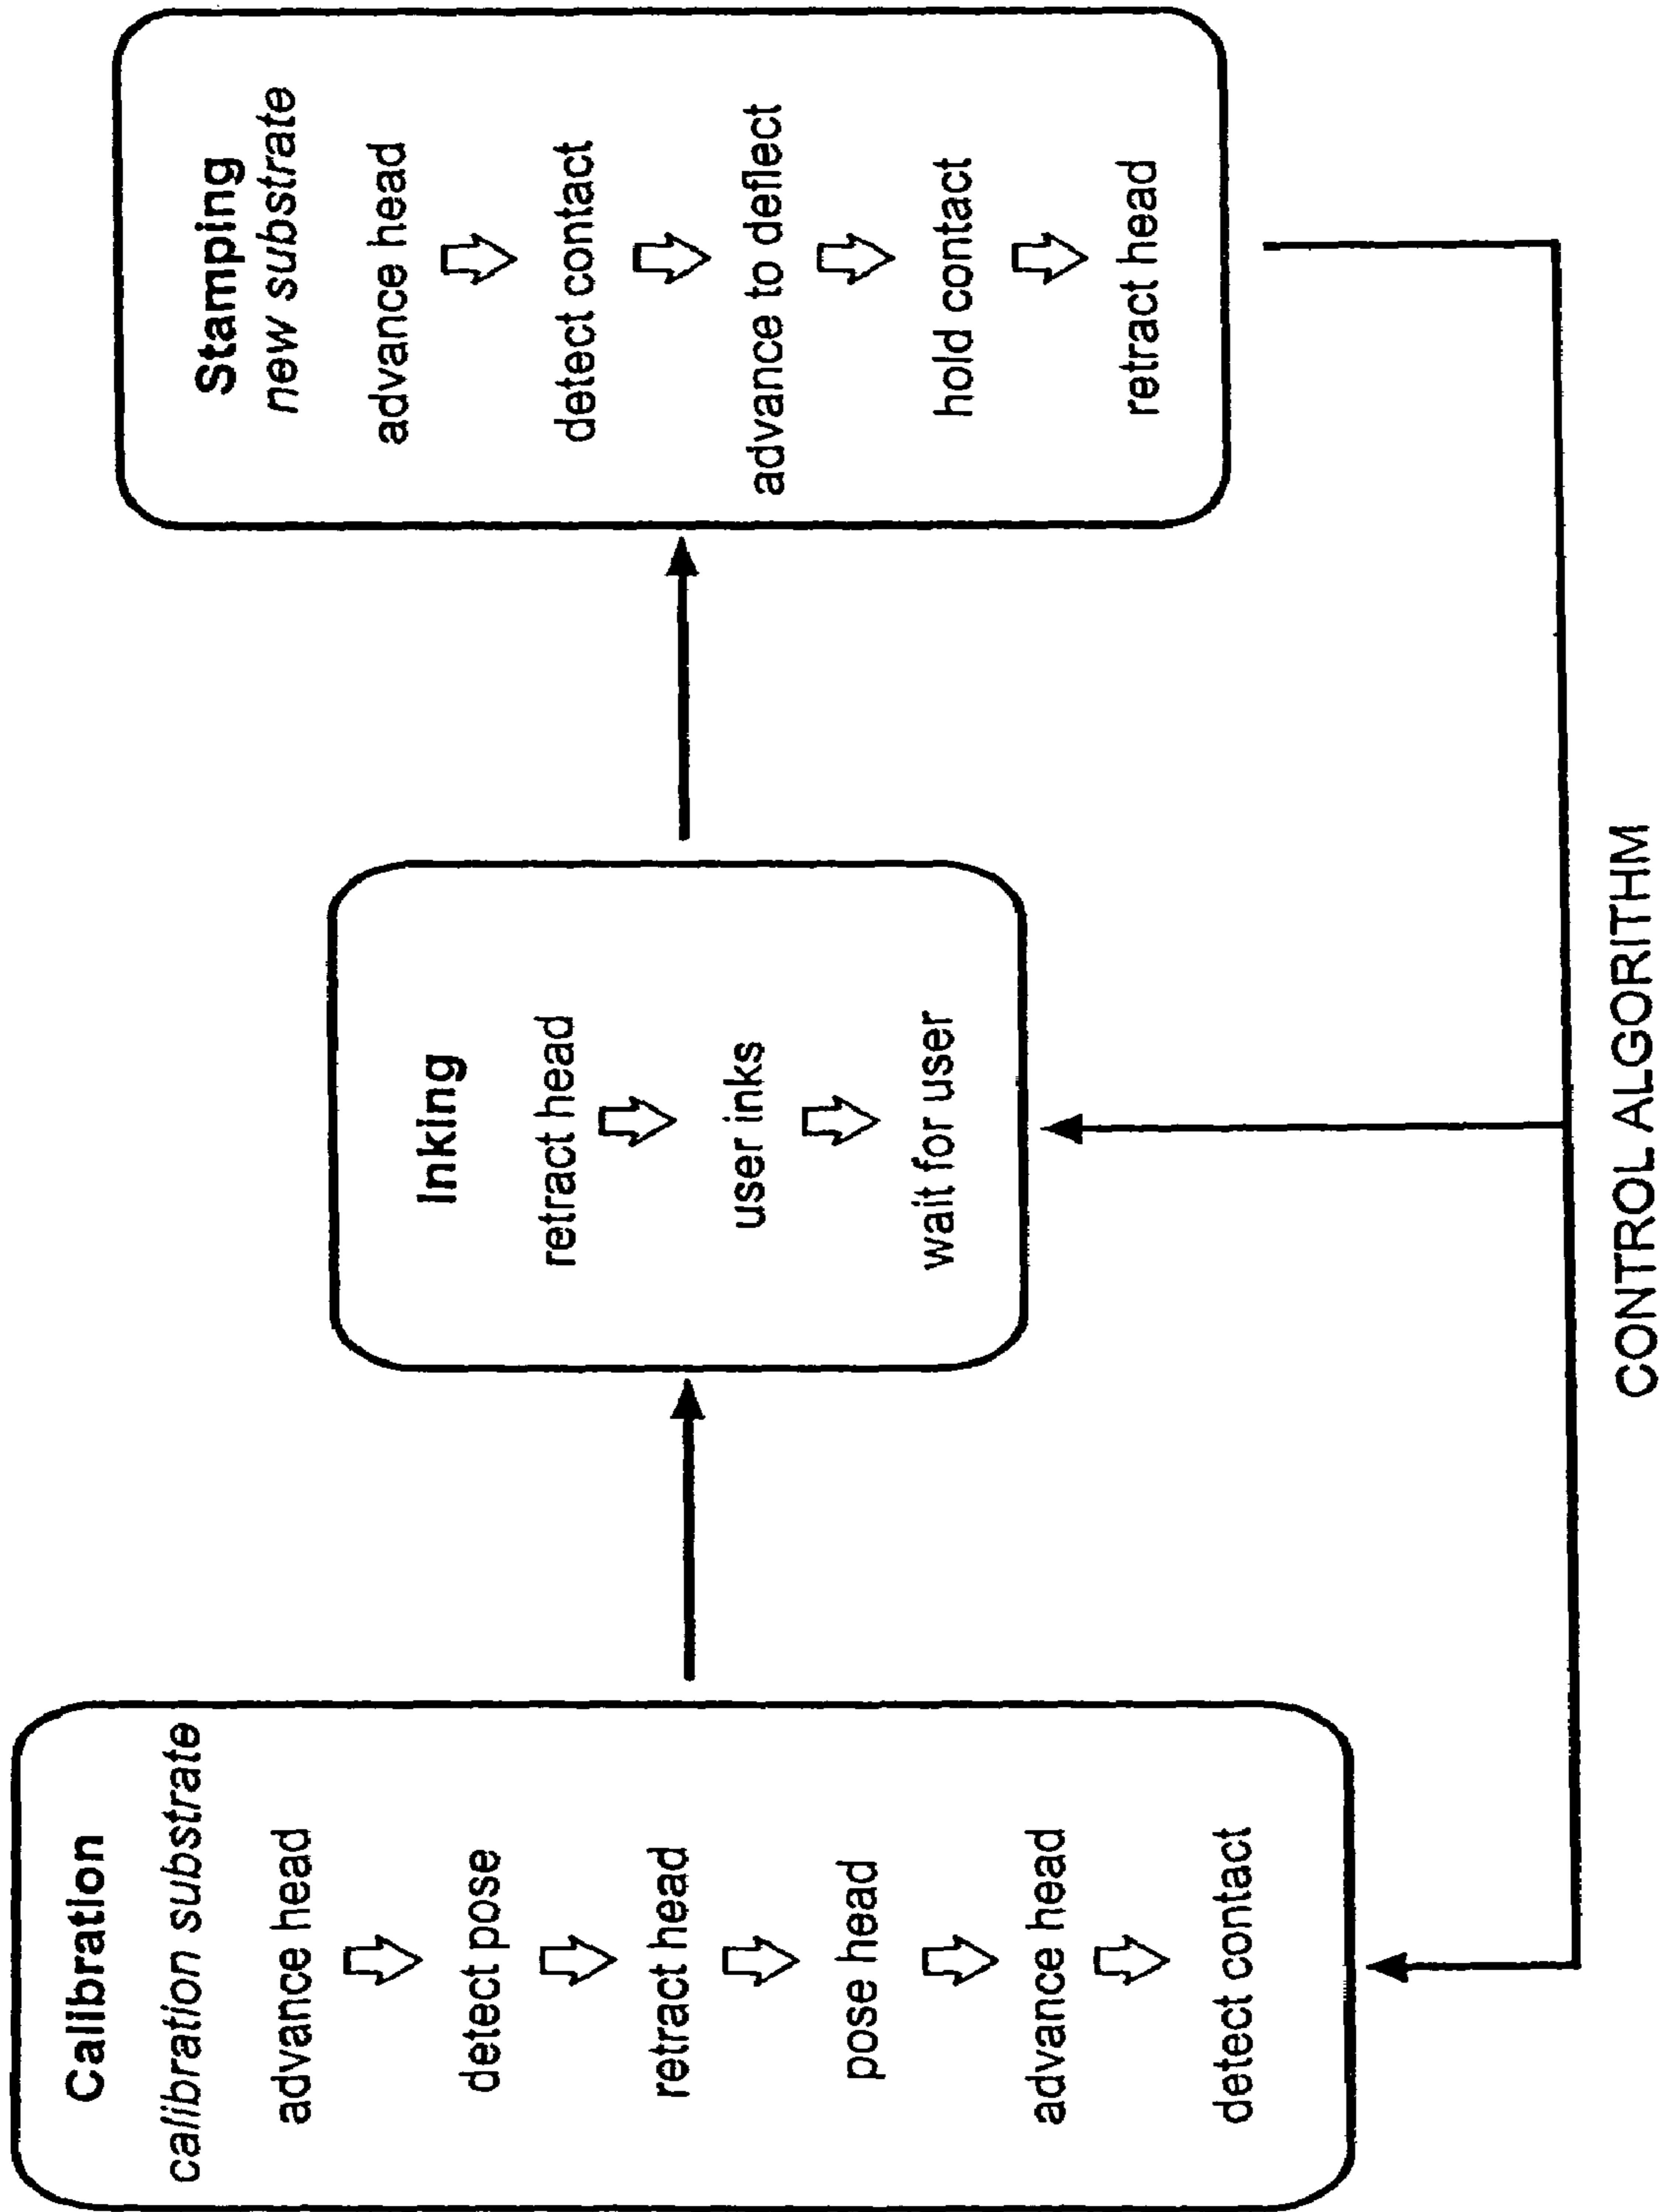 Calibration
calibration substrate
advance head
detect pose
retract head
pose head
advance head
detect contact
Inking
retract head
user inks
wait for user
Stamping
new substrate
advance head
detect contact
advance to deflect
hold contact
retract head
CONTROL ALGORITHM